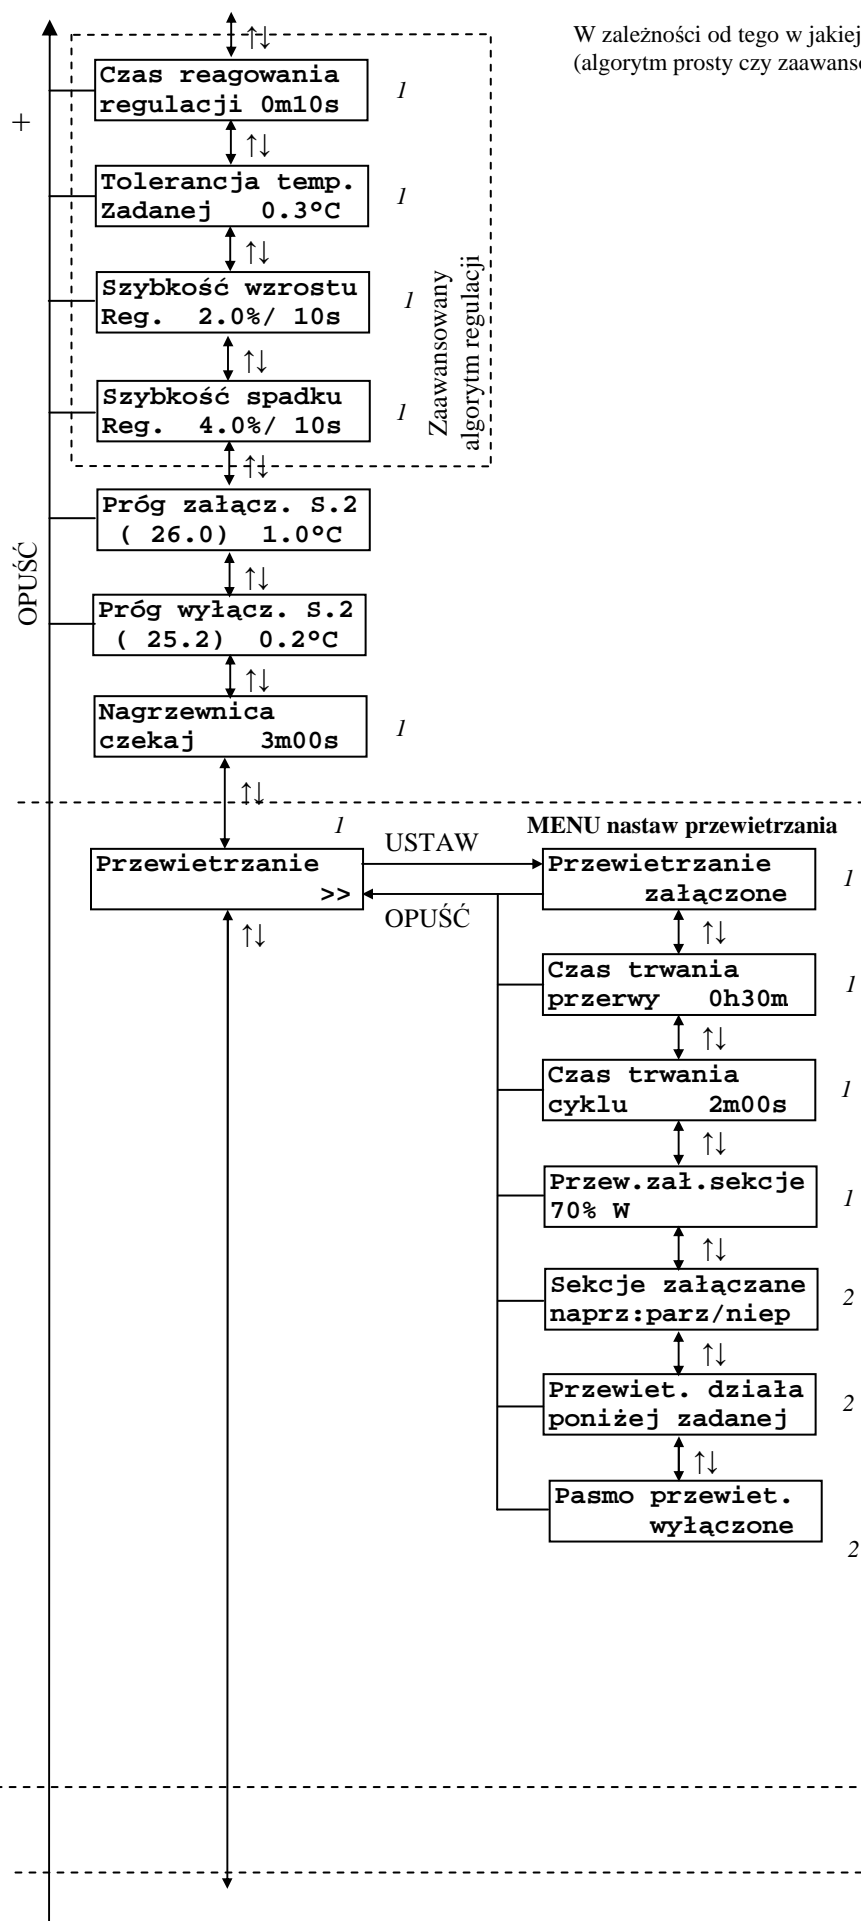 W zależności od tego w jakiej
(algorytm prosty czy zaawans
↑↓
Czas reagowania
regulacji 0m10s
1
+
↑↓
Tolerancja temp.
Zadanej 0.3°C
1
↑↓
Szybkość wzrostu
Reg. 2.0%/ 10s
1
Zaawansowany
algorytm regulacji
↑↓
Szybkość spadku
Reg. 4.0%/ 10s
1
↑↓
Próg załącz. S.2
( 26.0) 1.0°C
OPUŚĆ
↑↓
Próg wyłącz. S.2
( 25.2) 0.2°C
↑↓
Nagrzewnica
czekaj 3m00s
1
↑↓
1
Przewietrzanie
>>
↑↓
USTAW
OPUŚĆ
MENU nastaw przewietrzania
Przewietrzanie
załączone
1
↑↓
Czas trwania
przerwy 0h30m
1
↑↓
Czas trwania
cyklu 2m00s
1
↑↓
Przew.zał.sekcje
70% W
1
↑↓
Sekcje załączane
naprz:parz/niep
2
↑↓
Przewiet. działa
poniżej zadanej
2
↑↓
Pasmo przewiet.
wyłączone
2